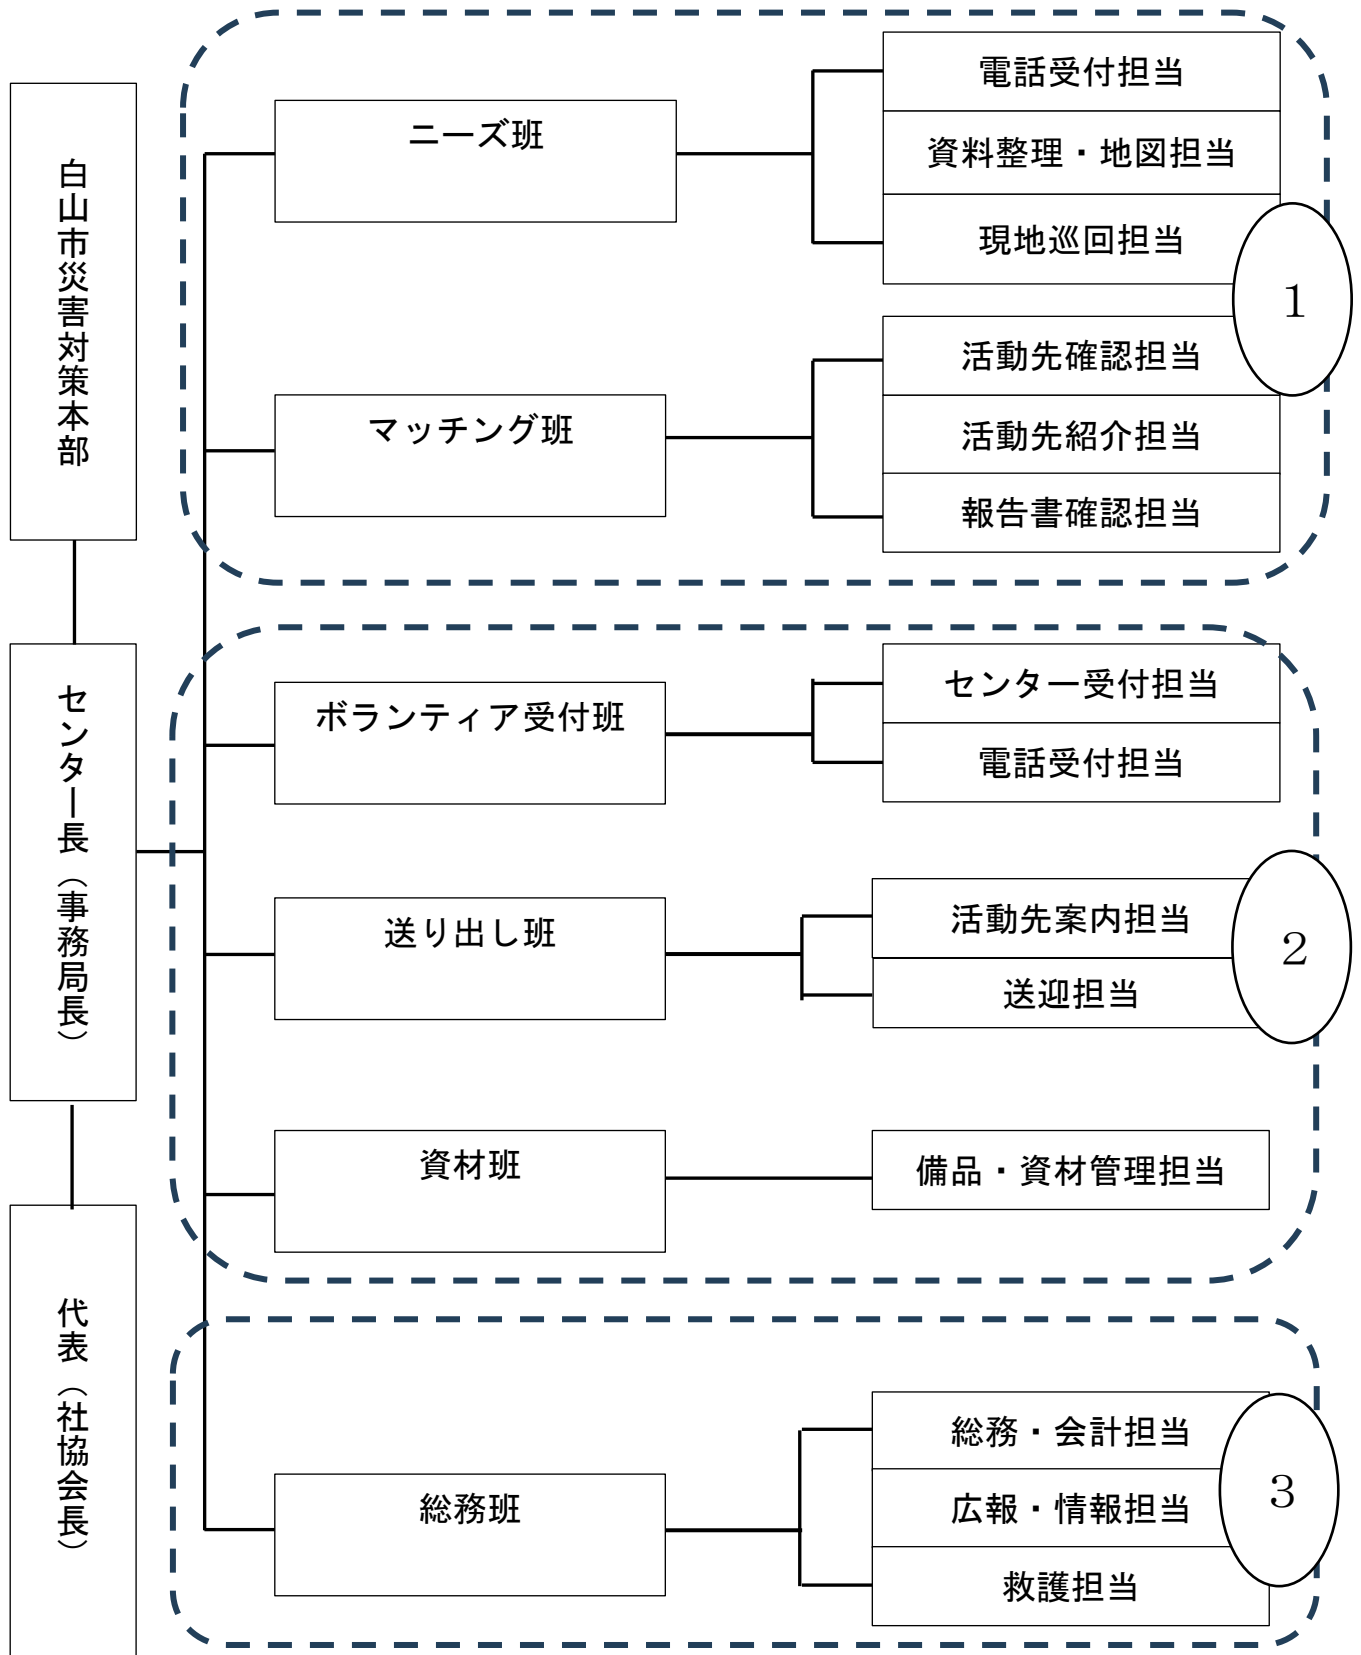 白山市災害対策本部
センター長（事務局長）
代表（社協会長）
ニーズ班
電話受付担当
資料整理・地図担当
現地巡回担当
1
マッチング班
活動先確認担当
活動先紹介担当
報告書確認担当
ボランティア受付班
センター受付担当
電話受付担当
送り出し班
活動先案内担当
送迎担当
2
資材班
備品・資材管理担当
総務班
総務・会計担当
広報・情報担当
救護担当
3